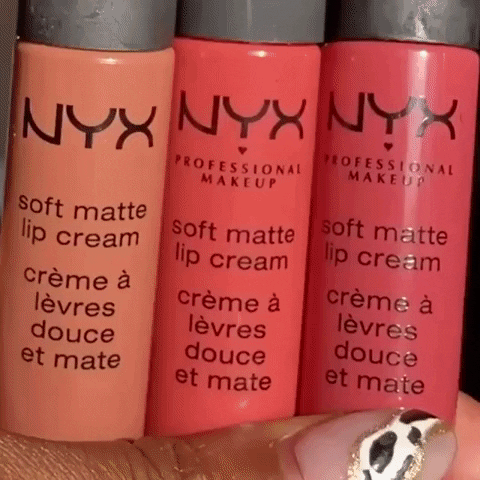 NYX
soft matte
lip cream
crème à
lèvres
douce
et mate
NYX
PROFESSIONAL
MAKEUP
soft matte
lip cream
crème à
lèvres
douce
et mate
NYX
PROFESSIONAL
MAKEUP
soft matte
lip cream
crème à
lèvres
douce
et mate